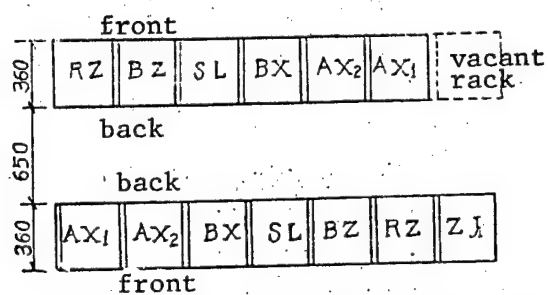 front
360 RZ BZ SL BX AX₂ AX₁ vacant
rack
back
650
back
360 AX₁ AX₂ BX SL BZ RZ ZJ₁
front